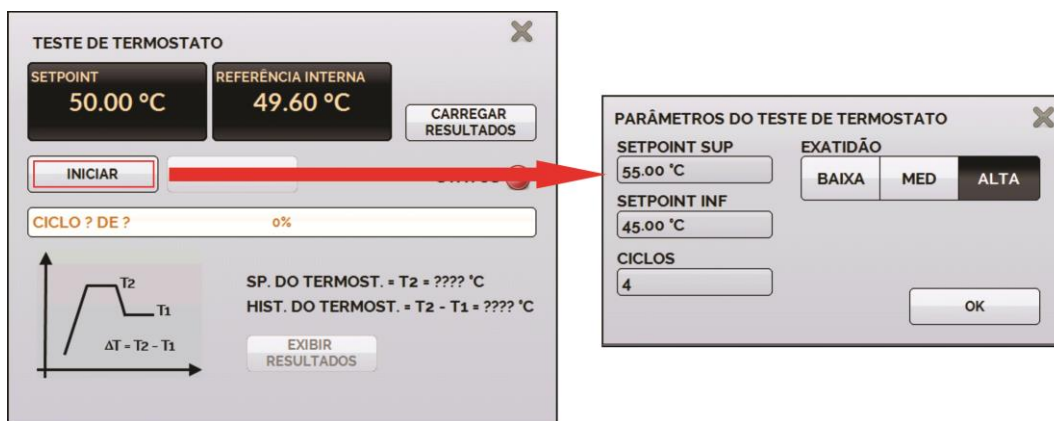 TESTE DE TERMOSTATO
SETPOINT
50.00 °C
REFERÊNCIA INTERNA
49.60 °C
CARREGAR
RESULTADOS
INICIAR
CICLO ? DE ?
0%
T2
T1
ΔT = T2 - T1
SP. DO TERMOST. = T2 = ???? °C
HIST. DO TERMOST. = T2 - T1 = ???? °C
EXIBIR
RESULTADOS
PARÂMETROS DO TESTE DE TERMOSTATO
SETPOINT SUP
55.00 °C
SETPOINT INF
45.00 °C
CICLOS
4
EXATIDÃO
BAIXA
MED
ALTA
OK